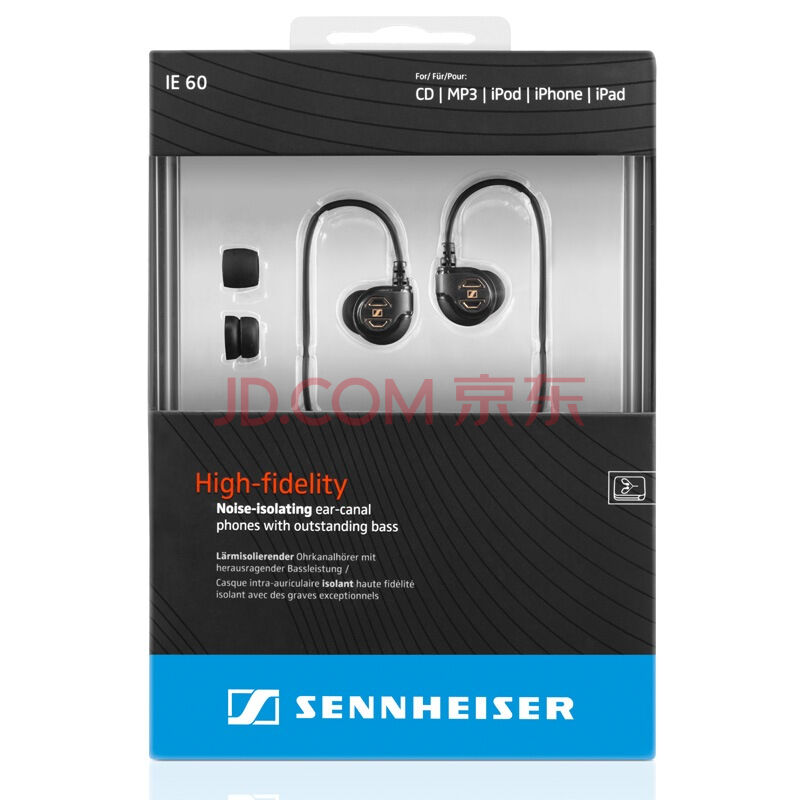 IE 60
For/ Für/Pour:
CD | MP3 | iPod | iPhone | iPad
JD.COM 京东
High-fidelity
Noise-isolating ear-canal
phones with outstanding bass
Lärmisolierender Ohrkanalhörer mit
herausragender Bassleistung /
Casque intra-auriculaire isolant haute fidélité
isolant avec des graves exceptionnels
SENNHEISER